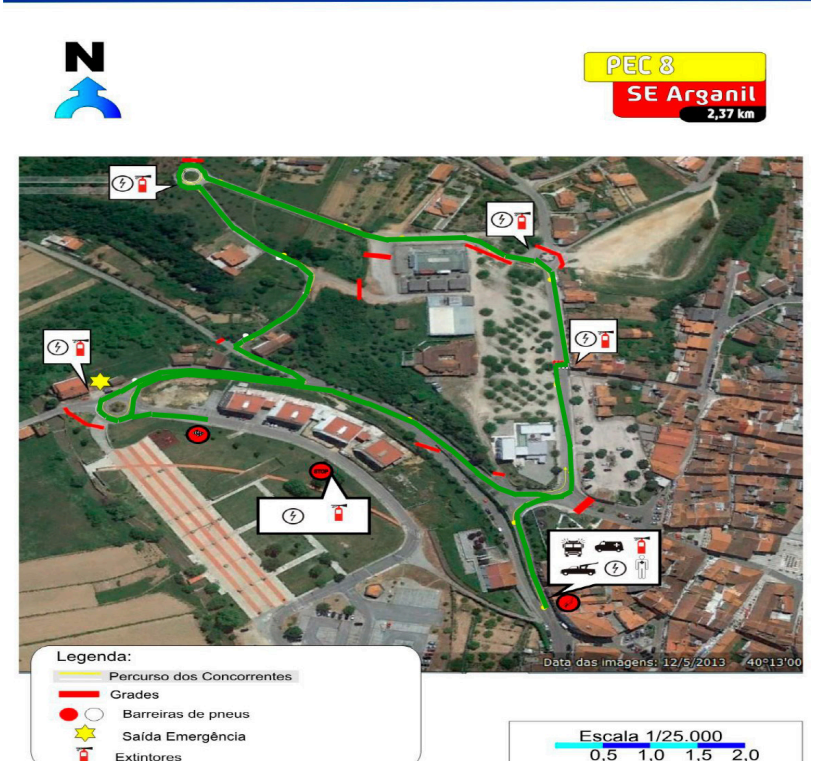 N
PEC 8
SE Arganil
2,37 km
STOP
Data das imagens: 12/5/2013 40°13'00
Legenda:
Percurso dos Concorrentes
Grades
Barreiras de pneus
Saída Emergência
Extintores
Escala 1/25.000
0,5 1,0 1,5 2,0